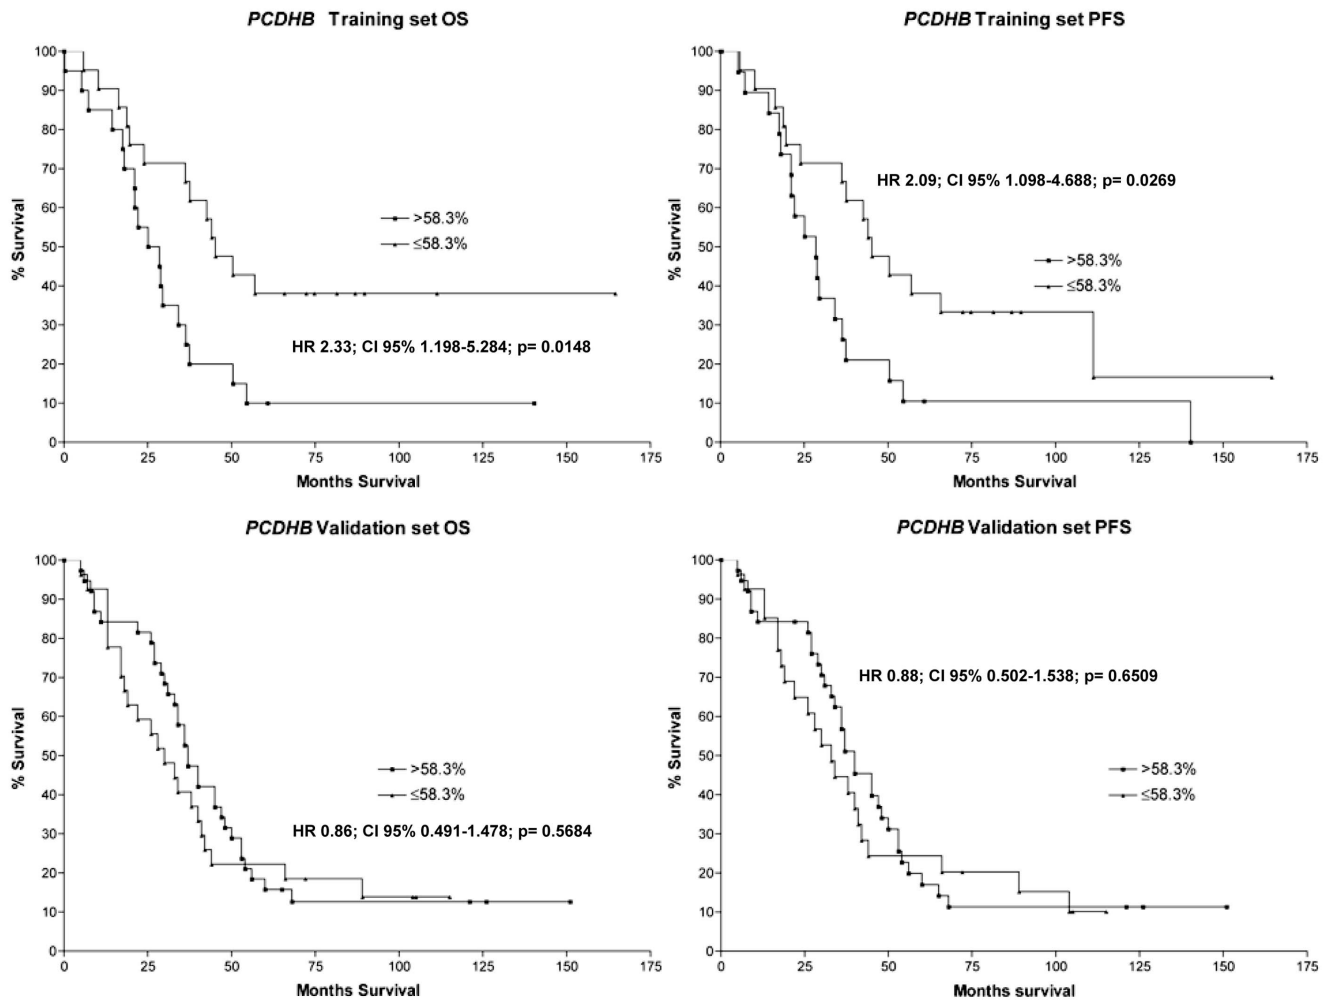 PCDHB Training set OS
100
90
80
70
60
50
40
30
20
10
0
% Survival
>58.3%
≤58.3%
HR 2.33; CI 95% 1.198-5.284; p= 0.0148
0 25 50 75 100 125 150 175
Months Survival
PCDHB Training set PFS
100
90
80
70
60
50
40
30
20
10
0
% Survival
HR 2.09; CI 95% 1.098-4.688; p= 0.0269
>58.3%
≤58.3%
0 25 50 75 100 125 150 175
Months Survival
PCDHB Validation set OS
100
90
80
70
60
50
40
30
20
10
0
% Survival
>58.3%
≤58.3%
HR 0.86; CI 95% 0.491-1.478; p= 0.5684
0 25 50 75 100 125 150 175
Months Survival
PCDHB Validation set PFS
100
90
80
70
60
50
40
30
20
10
0
% Survival
HR 0.88; CI 95% 0.502-1.538; p= 0.6509
>58.3%
≤58.3%
0 25 50 75 100 125 150 175
Months survival